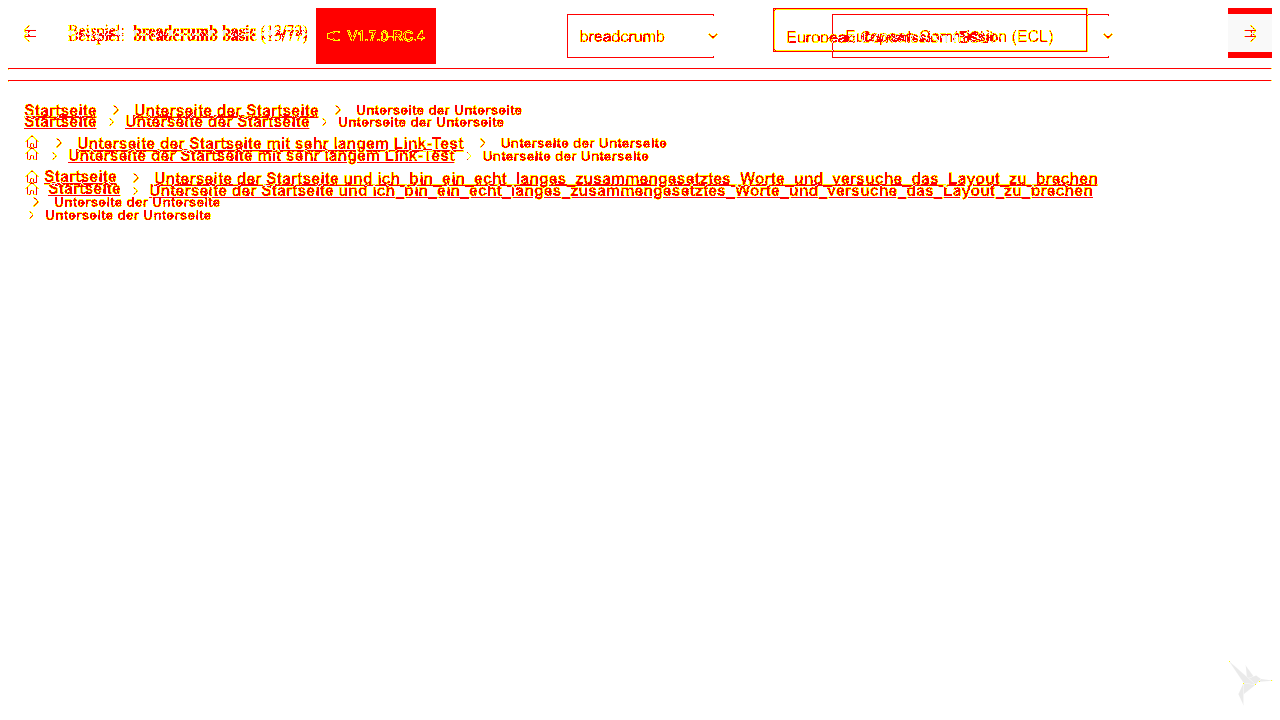 Beispiel: breadcrumb basic
V1.7.0-RC.4
breadcrumb
European Commission (ECL)
Startseite Unterseite der Startseite Unterseite der Unterseite
Startseite Unterseite der Startseite Unterseite der Unterseite
Unterseite der Startseite mit sehr langem Link-Test Unterseite der Unterseite
Unterseite der Startseite mit sehr langem Link-Test Unterseite der Unterseite
Startseite Unterseite der Startseite und ich_bin_ein_echt_langes_zusammengesetztes_Worte_und_versuche_das_Layout_zu_brechen
Startseite Unterseite der Startseite und ich_bin_ein_echt_langes_zusammengesetztes_Worte_und_versuche_das_Layout_zu_brechen
Unterseite der Unterseite
Unterseite der Unterseite